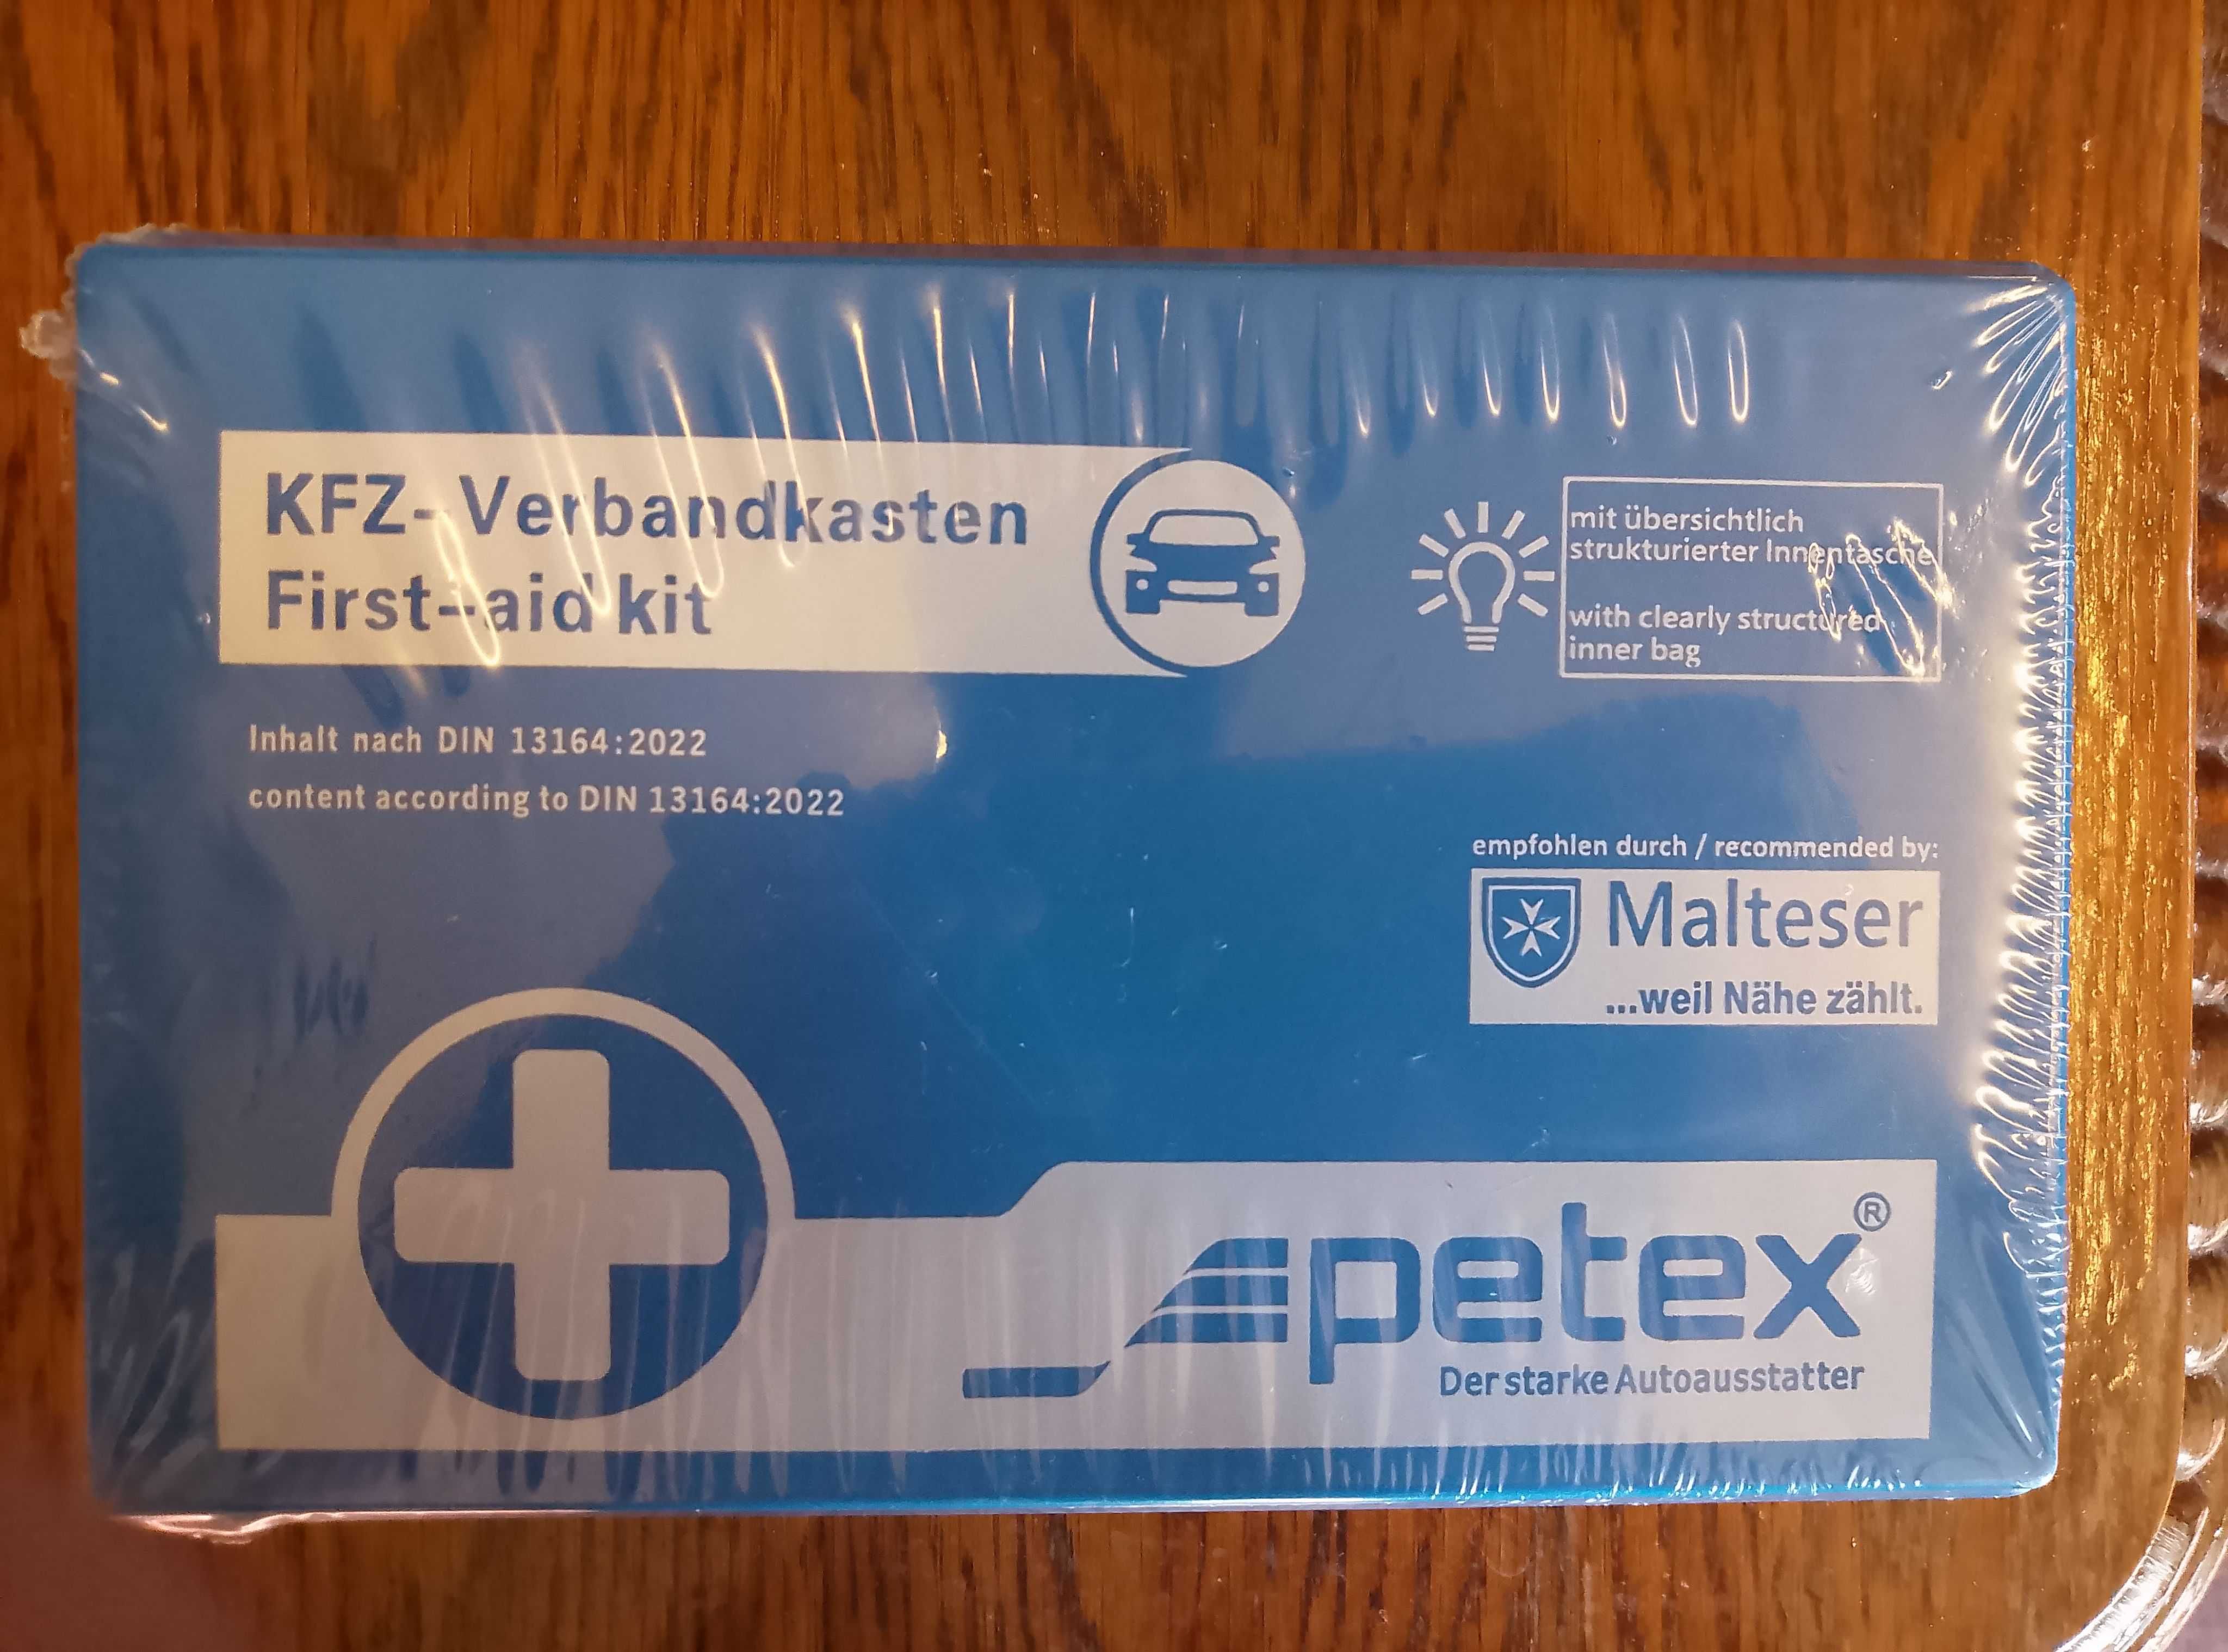 KFZ-Verbandkasten
First-aid kit
mit übersichtlich
strukturierter Innentasche
with clearly structured
inner bag
Inhalt nach DIN 13164:2022
content according to DIN 13164:2022
empfohlen durch / recommended by:
Malteser
...weil Nähe zählt.
petex®
Der starke Autoausstatter